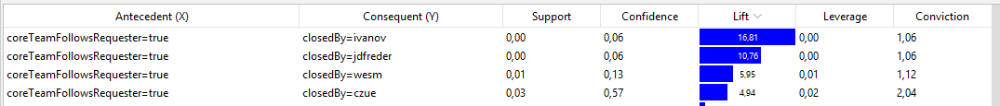 Antecedent (X) Consequent (Y) Support Confidence Lift Leverage Conviction
coreTeamFollowsRequester=true closedBy=ivanov 0,00 0,06 16,81 0,00 1,06
coreTeamFollowsRequester=true closedBy=jdfreder 0,00 0,06 10,76 0,00 1,06
coreTeamFollowsRequester=true closedBy=wesm 0,01 0,13 5,95 0,01 1,12
coreTeamFollowsRequester=true closedBy=czue 0,03 0,57 4,94 0,02 2,04